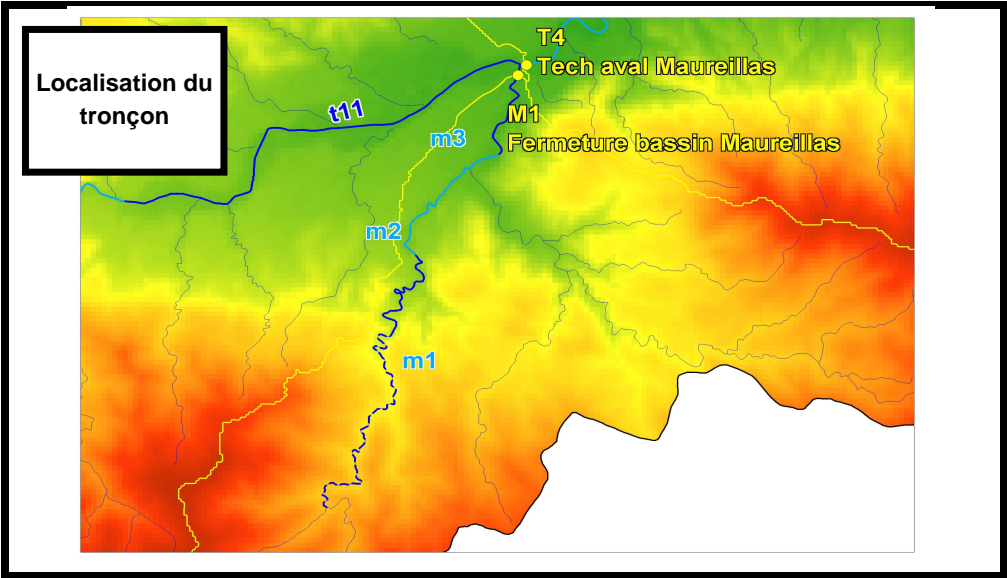 Localisation du
tronçon
T4
Tech aval Maureillas
t11
M1
Fermeture bassin Maureillas
m3
m2
m1